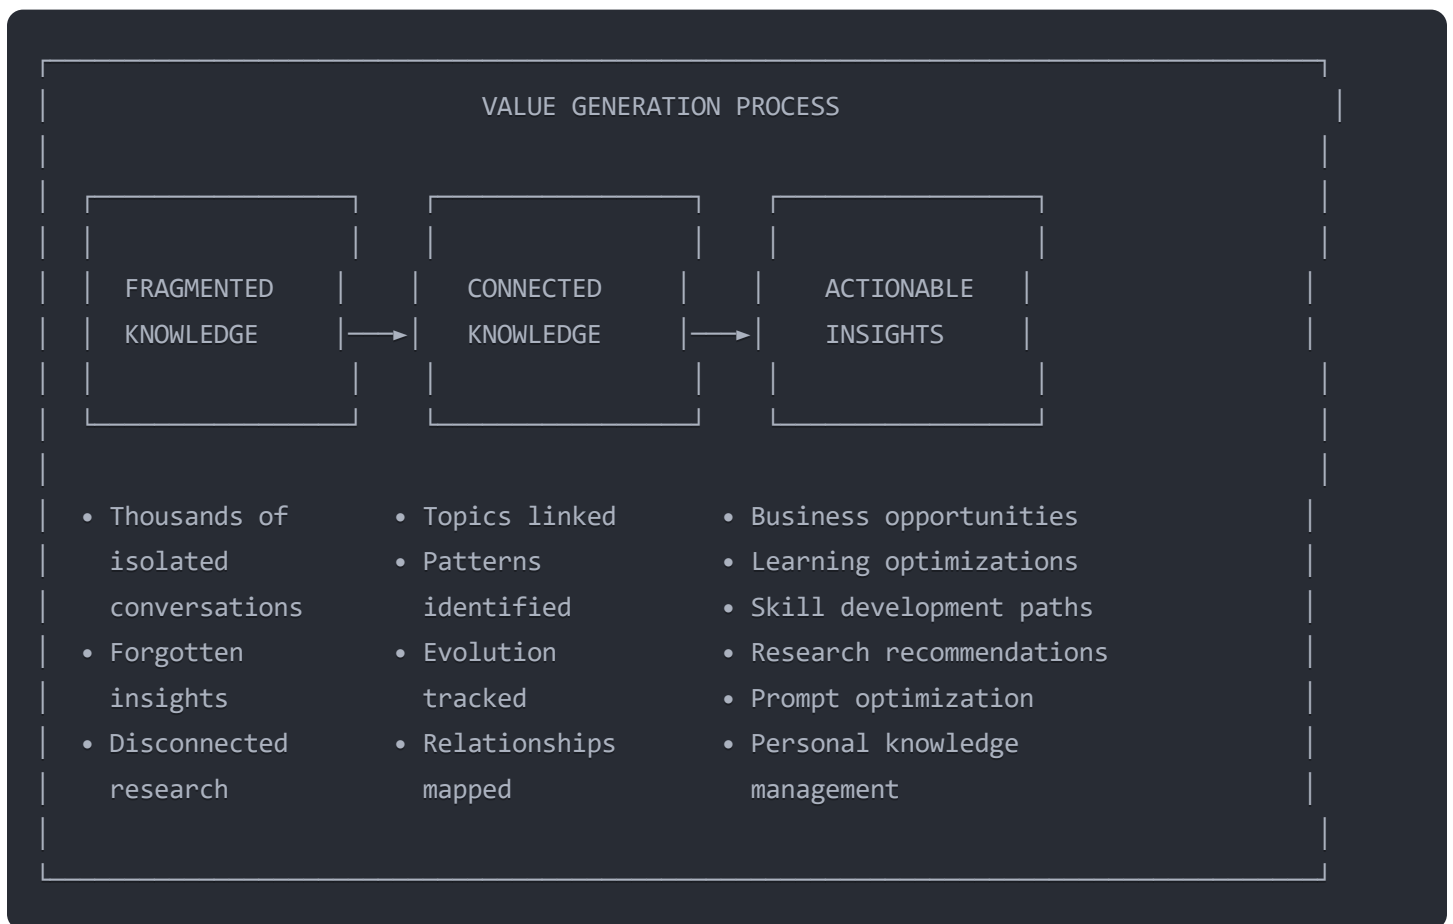 VALUE GENERATION PROCESS
FRAGMENTED CONNECTED ACTIONABLE
KNOWLEDGE KNOWLEDGE INSIGHTS
• Thousands of • Topics linked • Business opportunities
isolated • Patterns • Learning optimizations
conversations identified • Skill development paths
• Forgotten • Evolution • Research recommendations
insights tracked • Prompt optimization
• Disconnected • Relationships • Personal knowledge
research mapped management